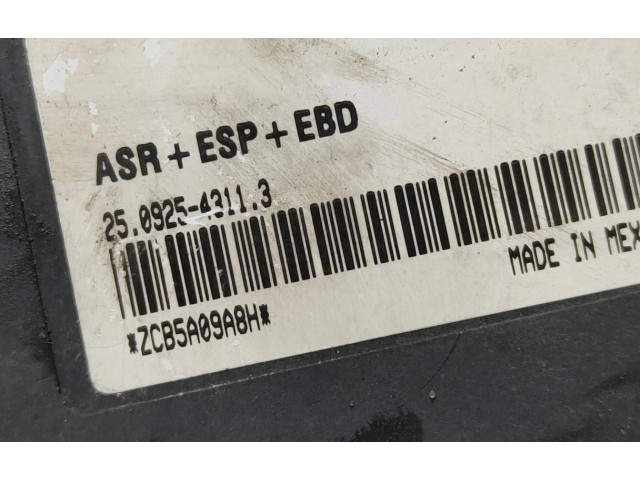 ASR + ESP + EBD
25.0925-4311.3
MADE IN MEX
*ZCB5A09A8H*